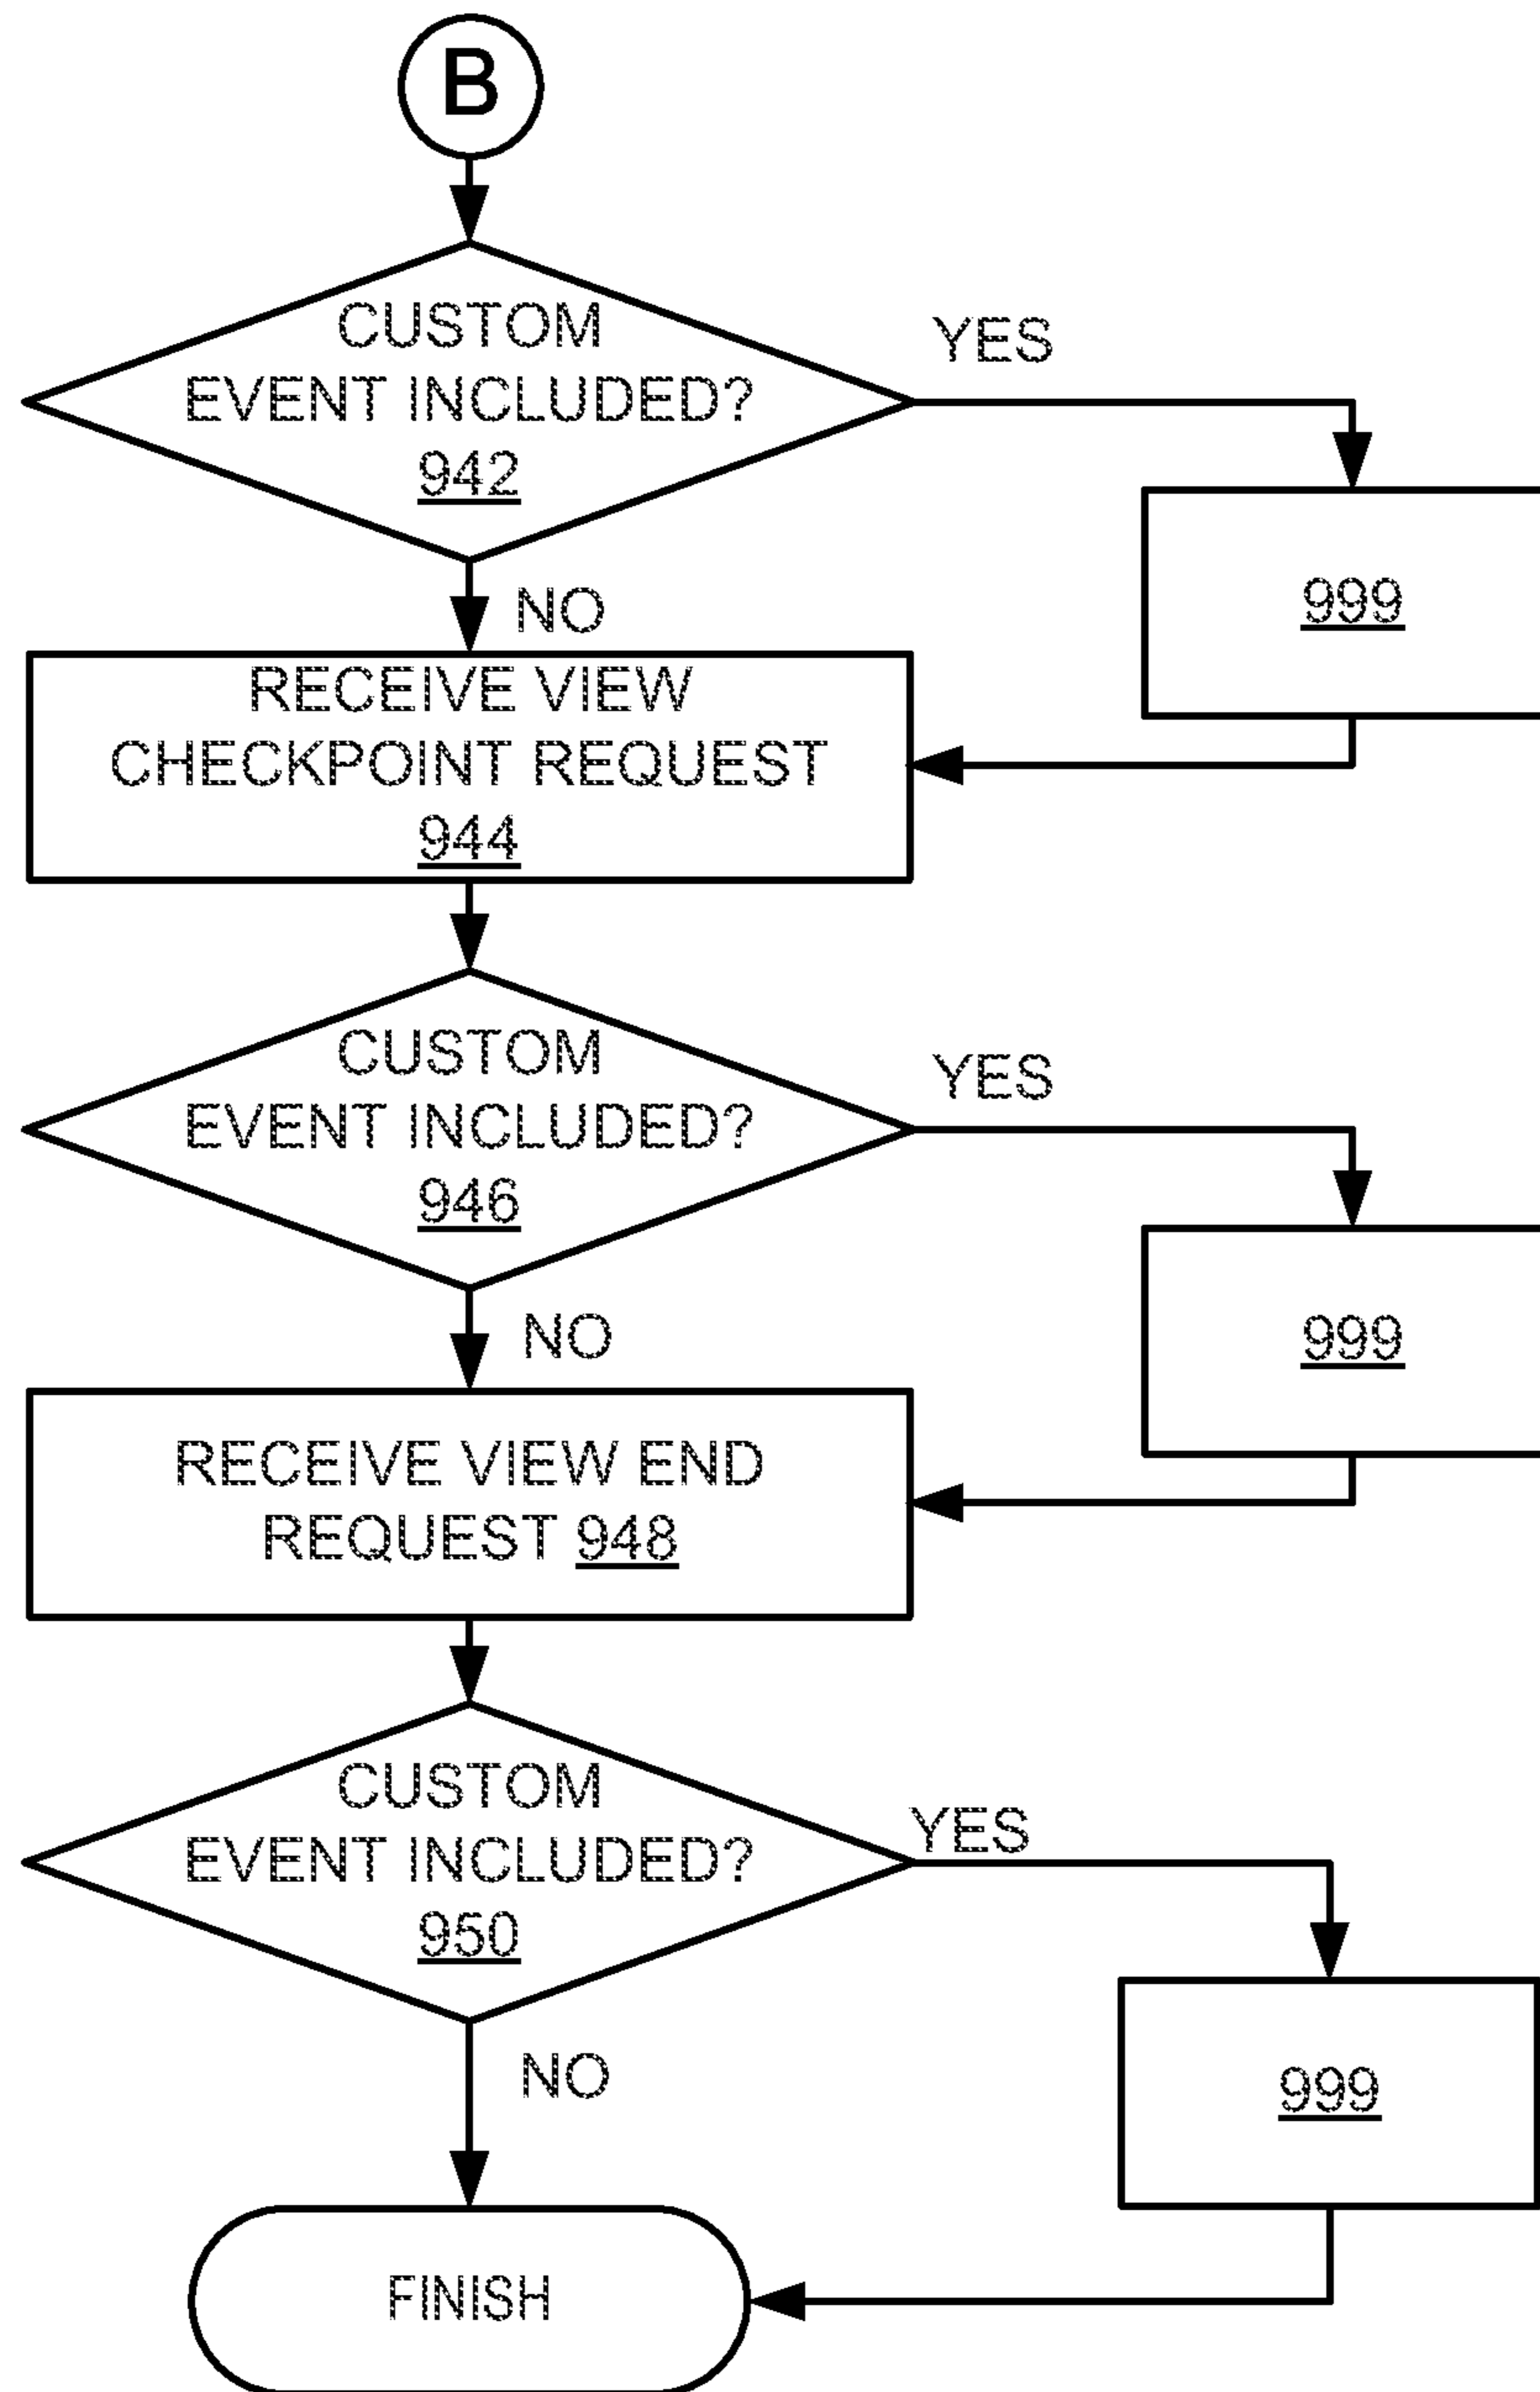 B
CUSTOM
EVENT INCLUDED?
942
YES
999
NO
RECEIVE VIEW
CHECKPOINT REQUEST
944
CUSTOM
EVENT INCLUDED?
946
YES
999
NO
RECEIVE VIEW END
REQUEST 948
CUSTOM
EVENT INCLUDED?
950
YES
999
NO
FINISH